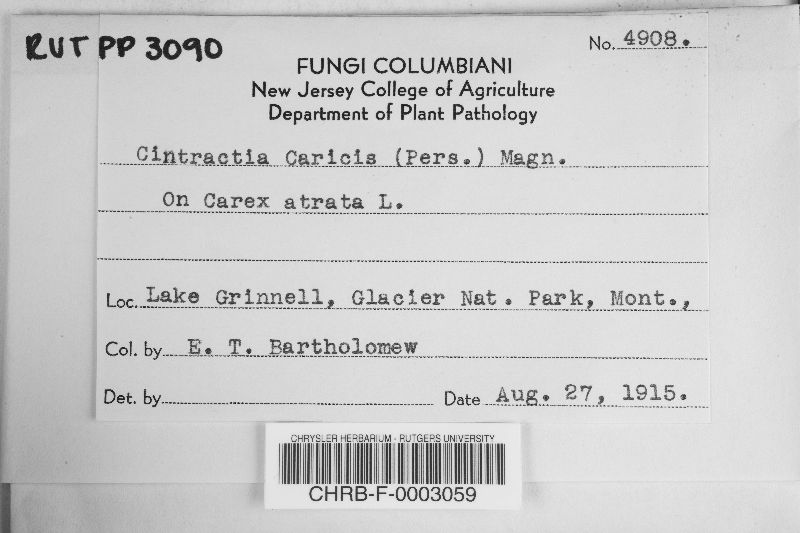 RUT PP 3090
No. 4908.
FUNGI COLUMBIANI
New Jersey College of Agriculture
Department of Plant Pathology
Cintractia Caricis (Pers.) Magn.
On Carex atrata L.
Loc. Lake Grinnell, Glacier Nat. Park, Mont.,
Col. by E. T. Bartholomew
Det. by
Date Aug. 27, 1915.
CHRYSLER HERBARIUM - RUTGERS UNIVERSITY
CHRB-F-0003059